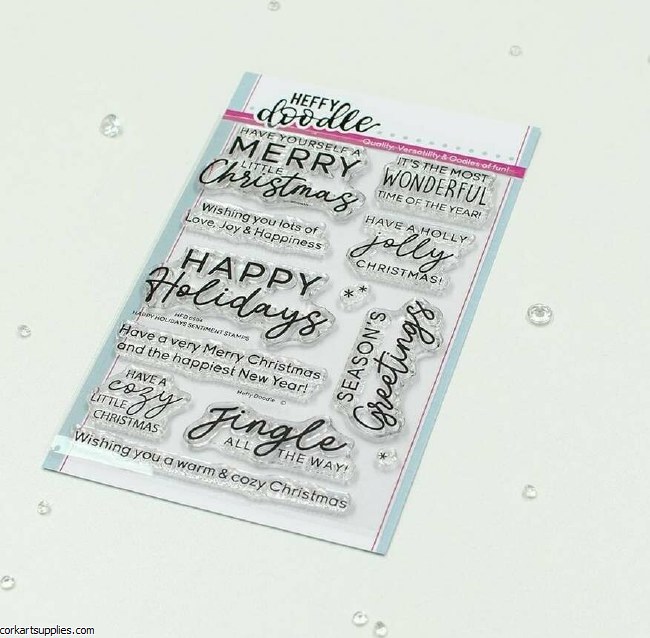 HEFFY
doodle
Quality, Versatility & Oodles of fun!
HAVE YOURSELF A
MERRY
LITTLE
Christmas
IT'S THE MOST
WONDERFUL
TIME OF THE YEAR!
Wishing you lots of
Love, Joy & Happiness
HAVE A HOLLY
jolly
CHRISTMAS!
HAPPY
Holidays
HFD 0504
HAPPY HOLIDAYS SENTIMENT STAMPS
* *
SEASON'S
Greetings
Have a very Merry Christmas
and the happiest New Year!
Heffy Doodle ©
HAVE A
cozy
LITTLE
CHRISTMAS
Jingle
ALL THE WAY!
*
Wishing you a warm & cozy Christmas
corkartsupplies.com